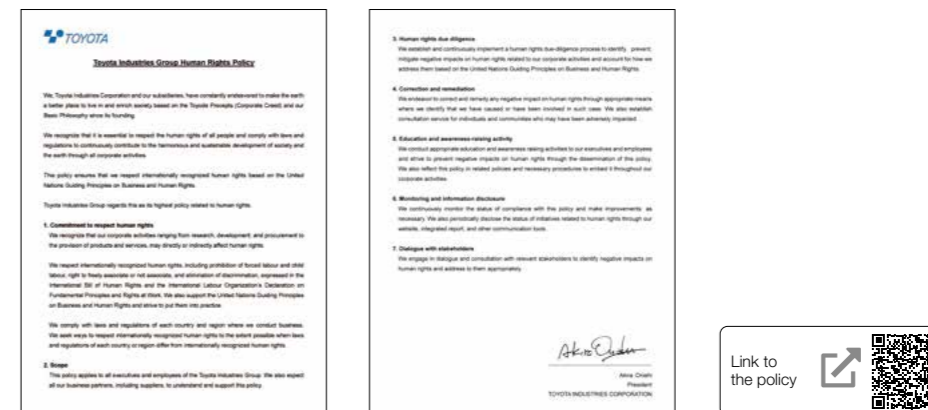 TOYOTA
Toyota Industries Group Human Rights Policy
We, Toyota Industries Corporation and our subsidiaries, have constantly endeavored to make the earth
a better place to live in and enrich society based on the Toyoda Precepts (Corporate Creed) and our
Basic Philosophy since its founding.
We recognize that it is essential to respect the human rights of all people and comply with laws and
regulations to continuously contribute to the harmonious and sustainable development of society and
the earth through all corporate activities.
This policy ensures that we respect internationally recognized human rights based on the United
Nations Guiding Principles on Business and Human Rights.
Toyota Industries Group regards this as its highest policy related to human rights.
1. Commitment to respect human rights
We recognize that our corporate activities ranging from research, development, and procurement to
the provision of products and services, may directly or indirectly affect human rights.
We respect internationally recognized human rights, including prohibition of forced labour and child
labour, right to freely associate or not associate, and elimination of discrimination, expressed in the
International Bill of Human Rights and the International Labour Organization's Declaration on
Fundamental Principles and Rights at Work. We also support the United Nations Guiding Principles
on Business and Human Rights and strive to put them into practice.
We comply with laws and regulations of each country and region where we conduct business.
We seek ways to respect internationally recognized human rights to the extent possible when laws
and regulations of each country or region differ from internationally recognized human rights.
2. Scope
This policy applies to all executives and employees of the Toyota Industries Group. We also expect
all our business partners, including suppliers, to understand and support this policy.
3. Human rights due diligence
We establish and continuously implement a human rights due-diligence process to identify, prevent,
mitigate negative impacts on human rights related to our corporate activities and account for how we
address them based on the United Nations Guiding Principles on Business and Human Rights.
4. Correction and remediation
We endeavor to correct and remedy any negative impact on human rights through appropriate means
where we identify that we have caused or have been involved in such case. We also establish
consultation service for individuals and communities who may have been adversely impacted.
5. Education and awareness-raising activity
We conduct appropriate education and awareness raising activities to our executives and employees
and strive to prevent negative impacts on human rights through the dissemination of this policy.
We also reflect this policy in related policies and necessary procedures to embed it throughout our
corporate activities.
6. Monitoring and information disclosure
We continuously monitor the status of compliance with this policy and make improvements as
necessary. We also periodically disclose the status of initiatives related to human rights through our
website, integrated report, and other communication tools.
7. Dialogue with stakeholders
We engage in dialogue and consultation with relevant stakeholders to identify negative impacts on
human rights and address to them appropriately.
Akira Onishi
Akira Onishi
President
TOYOTA INDUSTRIES CORPORATION
Link to
the policy